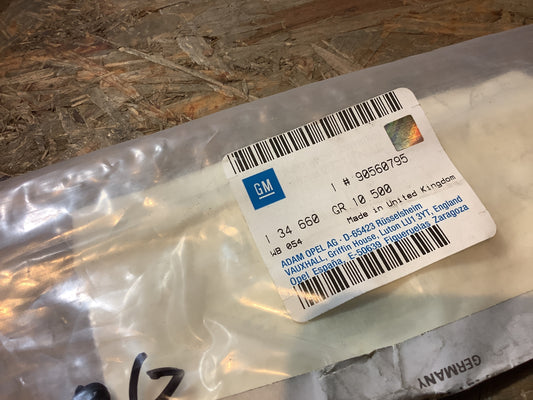 GM
1 # 90560795
1 34 660 GR 10 500
WB 054 Made in United Kingdom
ADAM OPEL AG · D-65423 Rüsselsheim
VAUXHALL, Griffin House, Luton LU1 3YT, England
Opel España, E-50639 Figueruelas, Zaragoza
GERMANY